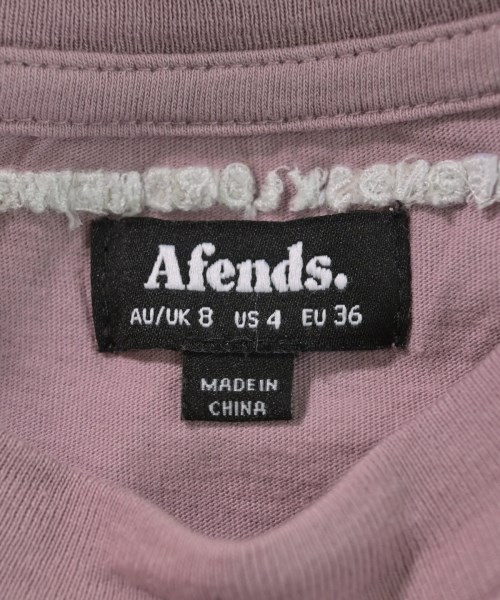 Afends.
AU/UK 8 US 4 EU 36
MADE IN
CHINA